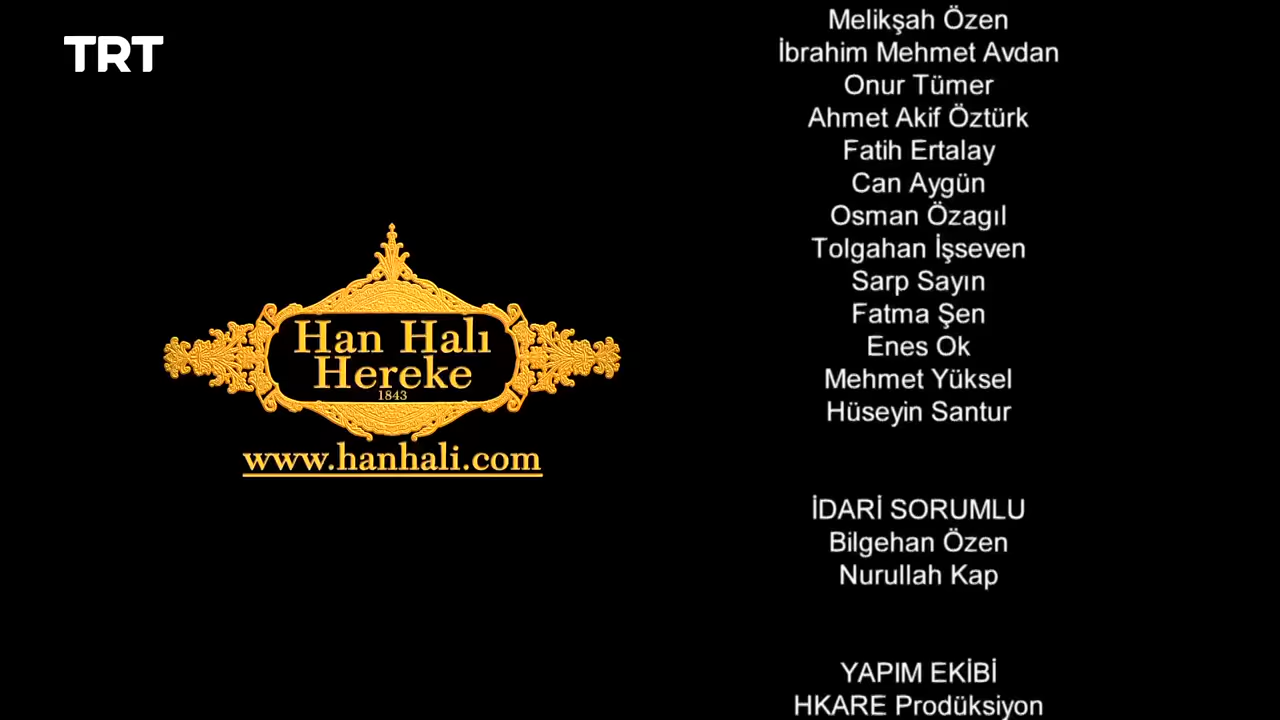 TRT
Han Halı
Hereke
1843
www.hanhali.com
Melikşah Özen
İbrahim Mehmet Avdan
Onur Tümer
Ahmet Akif Öztürk
Fatih Ertalay
Can Aygün
Osman Özagıl
Tolgahan İşseven
Sarp Sayın
Fatma Şen
Enes Ok
Mehmet Yüksel
Hüseyin Santur
İDARİ SORUMLU
Bilgehan Özen
Nurullah Kap
YAPIM EKİBİ
HKARE Prodüksiyon